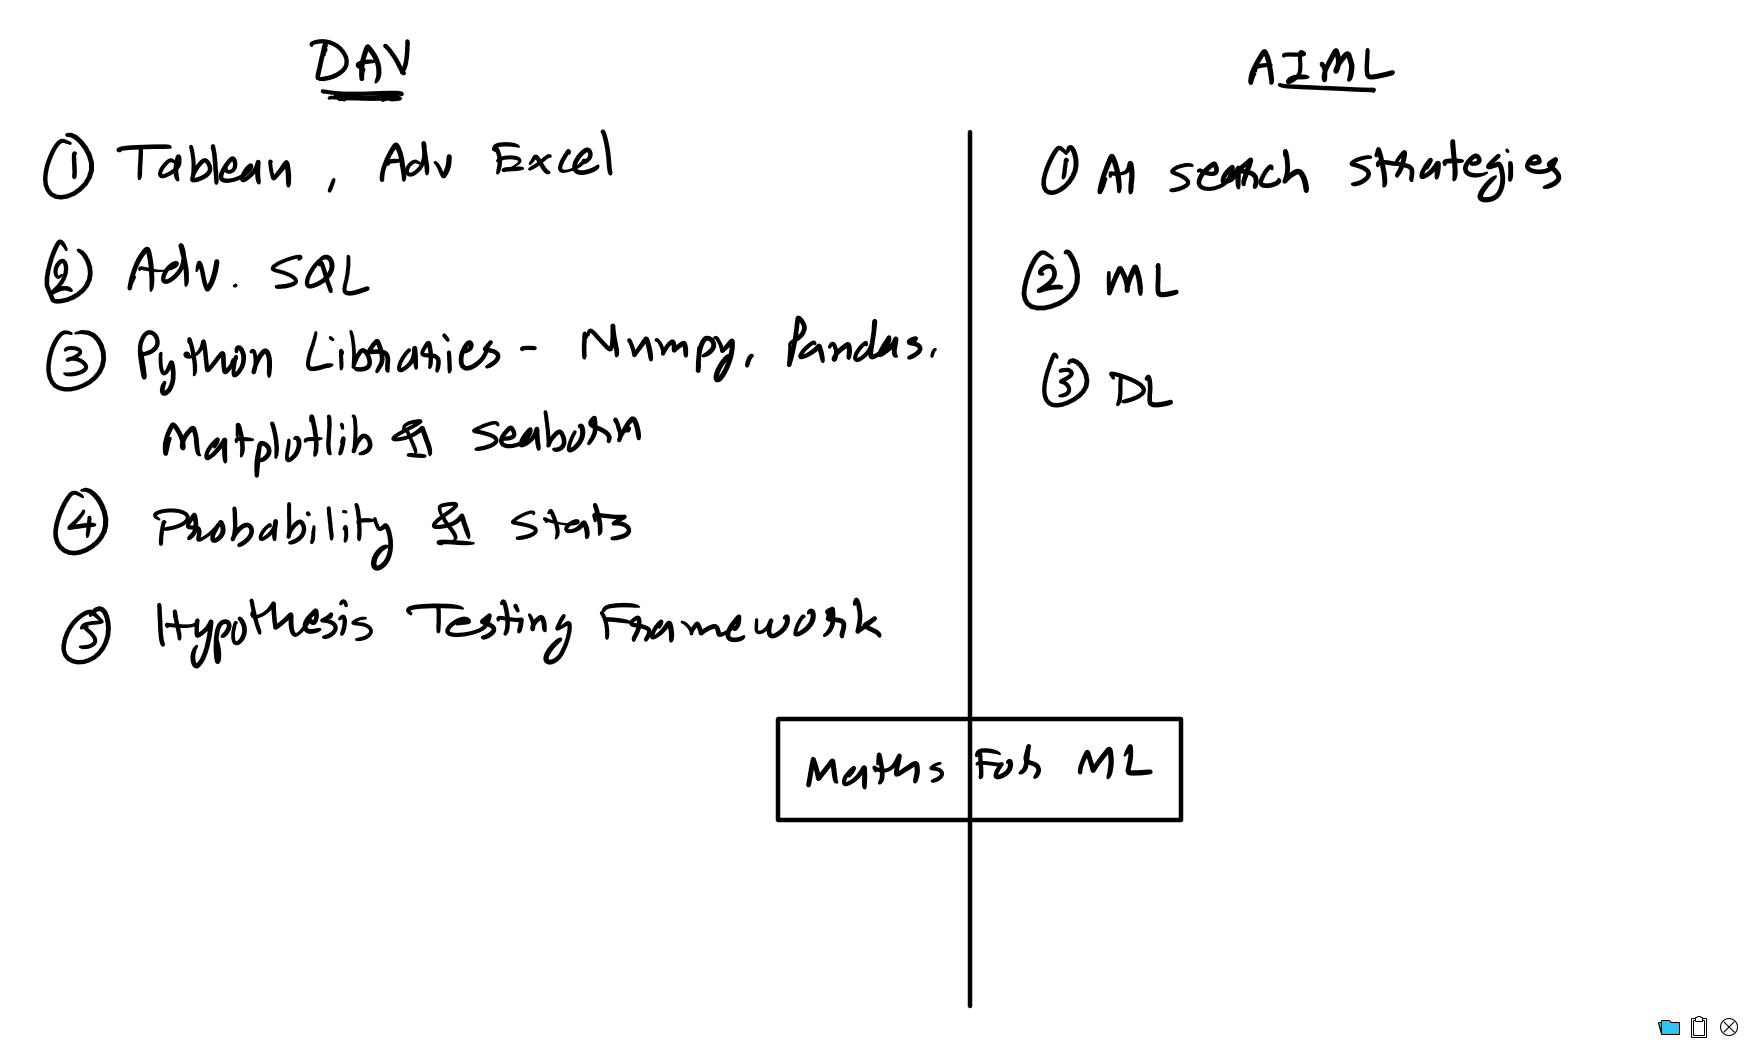 DAV
① Tableau, Adv Excel
② Adv. SQL
③ Python Libraries - Numpy, Pandas,
Matplotlib & Seaborn
④ Probability & Stats
⑤ Hypothesis Testing Framework
AIML
① AI search strategies
② ML
③ DL
Maths For ML